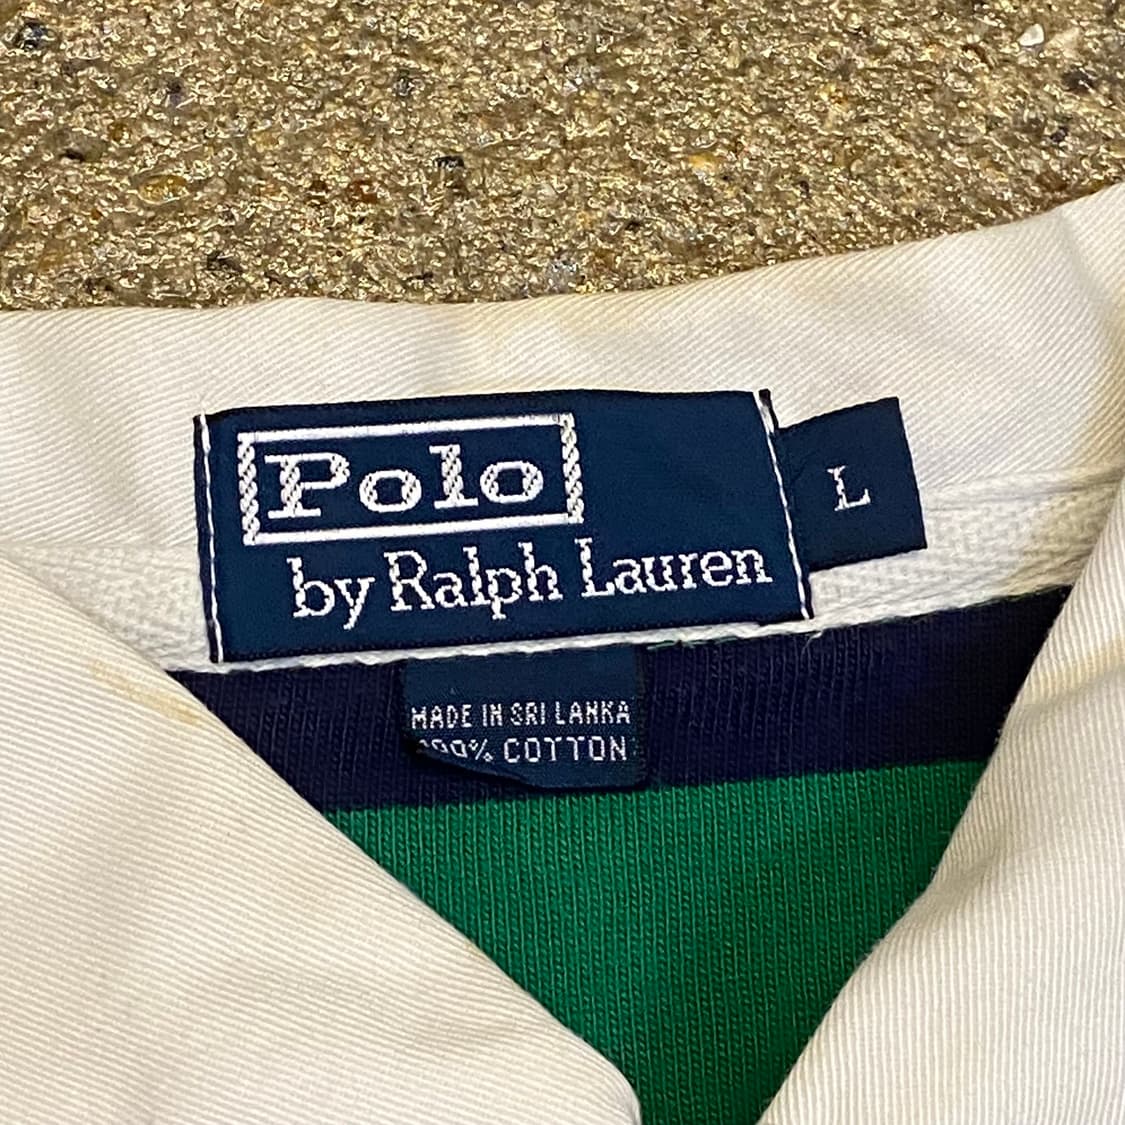 Polo
by Ralph Lauren
L
MADE IN SRI LANKA
100% COTTON